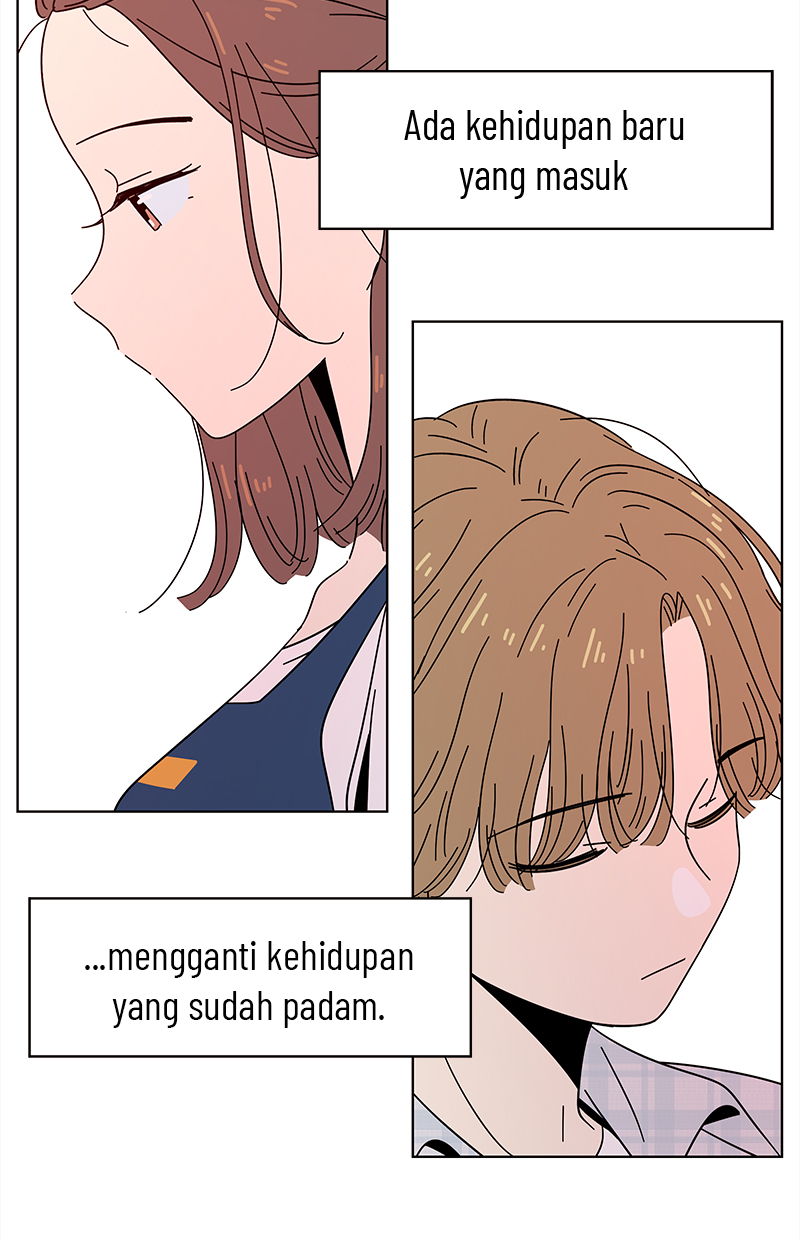 Ada kehidupan baru
yang masuk
...mengganti kehidupan
yang sudah padam.